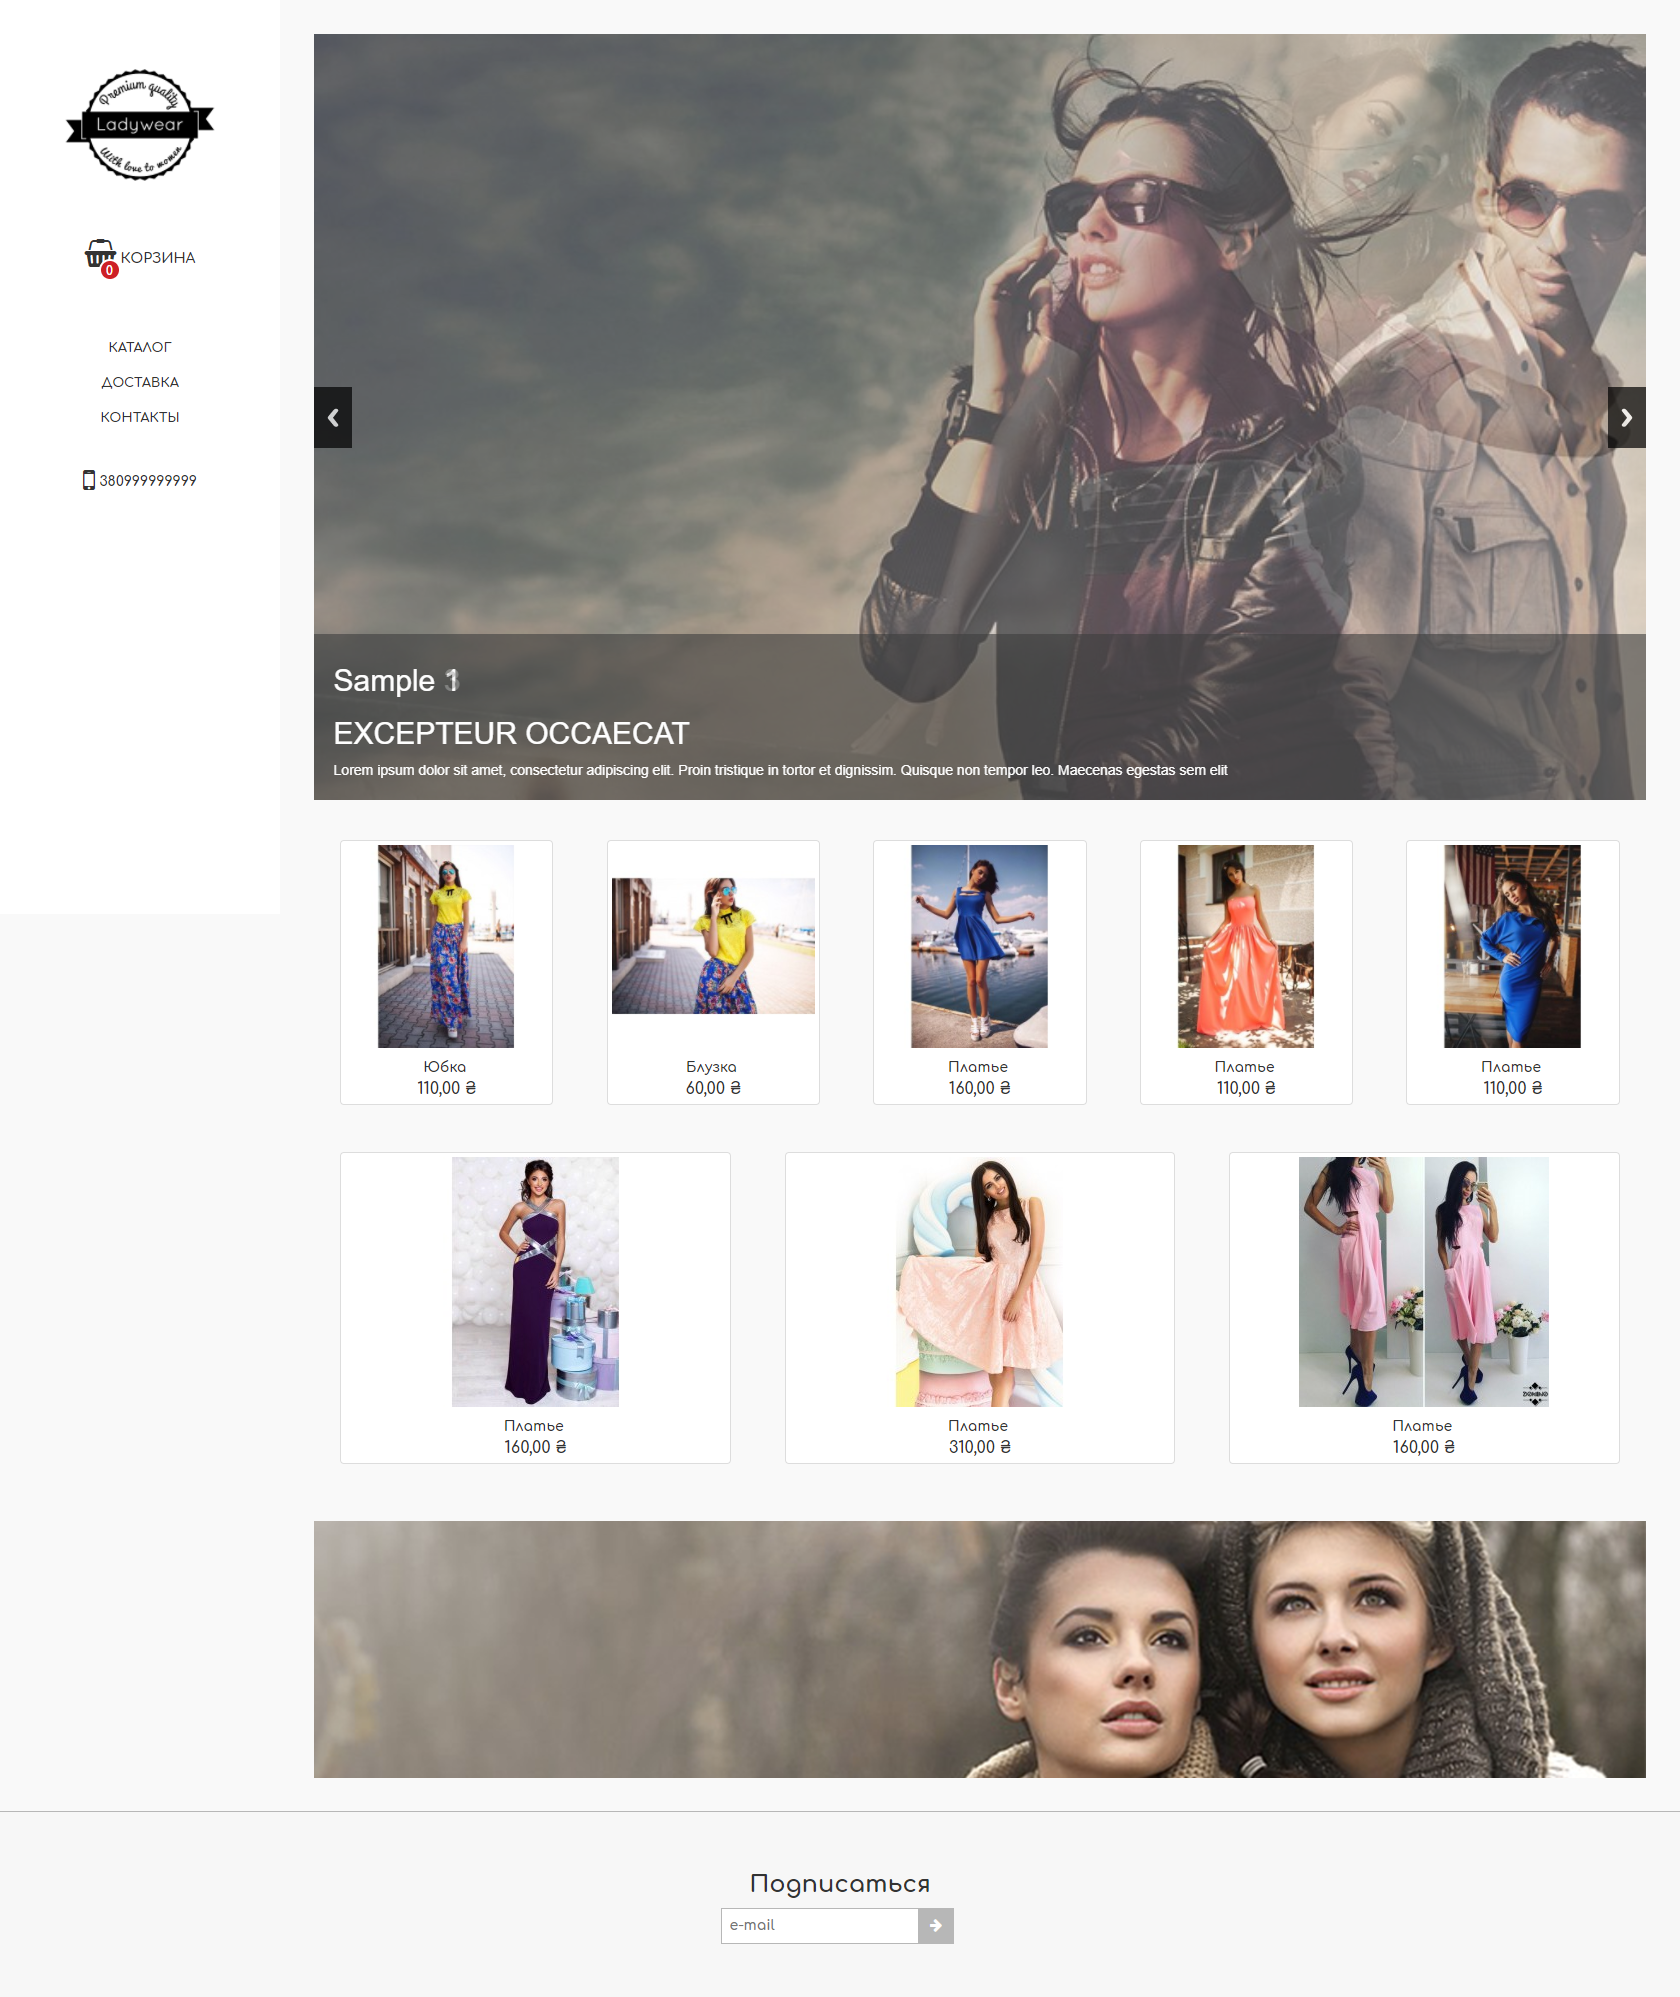 Premium quality
Ladywear
With love to women
0
КОРЗИНА
КАТАЛОГ
ДОСТАВКА
КОНТАКТЫ
380999999999
Sample
EXCEPTEUR OCCAECAT
Lorem ipsum dolor sit amet, consectetur adipiscing elit. Proin tristique in tortor et dignissim. Quisque non tempor leo. Maecenas egestas sem elit
Юбка
110,00 ₴
Блузка
60,00 ₴
Платье
160,00 ₴
Платье
110,00 ₴
Платье
110,00 ₴
Платье
160,00 ₴
Платье
310,00 ₴
Платье
160,00 ₴
Подписаться
e-mail